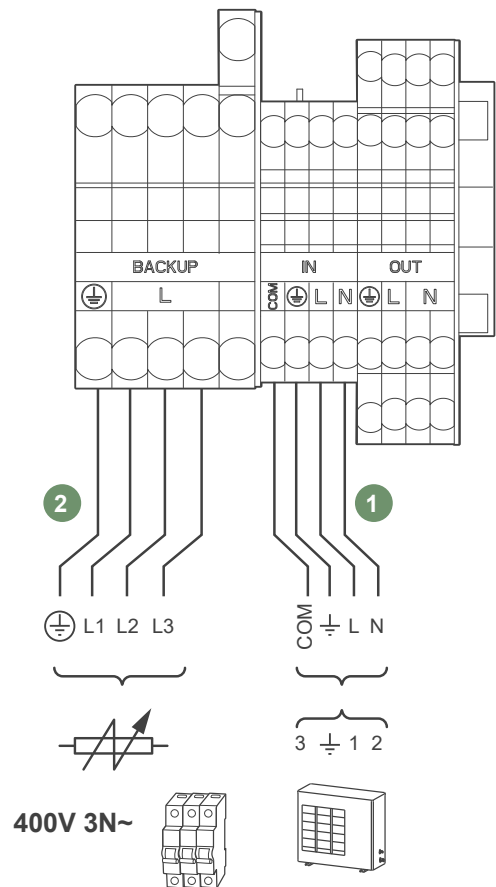 BACKUP IN OUT
L COM L N L N
2 1
L1 L2 L3 COM L N
3 1 2
400V 3N~